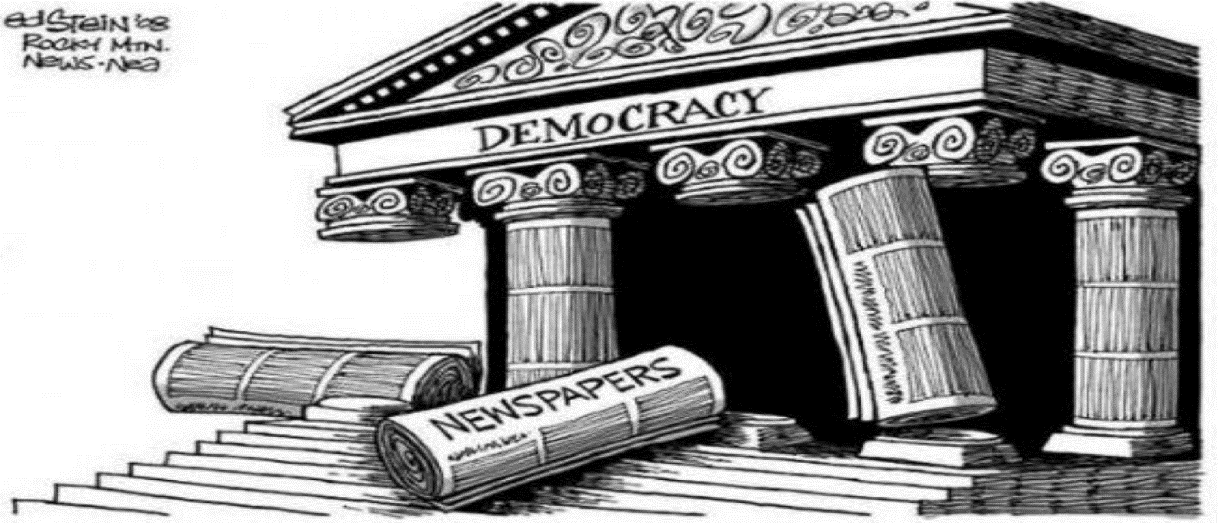 Ed Stein '08
Rocky Mtn.
News-NEA
DEMOCRACY
NEWSPAPERS